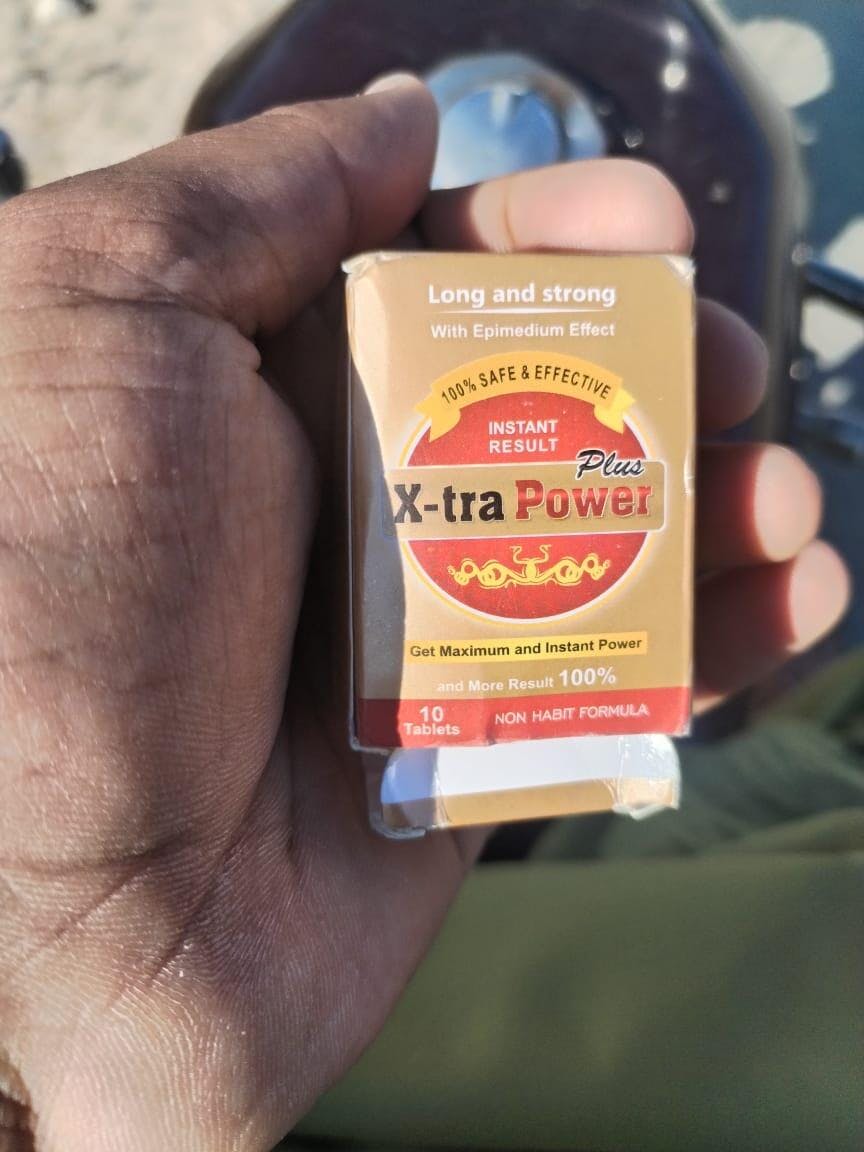 Long and strong
With Epimedium Effect
100% SAFE & EFFECTIVE
INSTANT
RESULT
Plus
X-tra Power
Get Maximum and Instant Power
and More Result 100%
10
Tablets
NON HABIT FORMULA